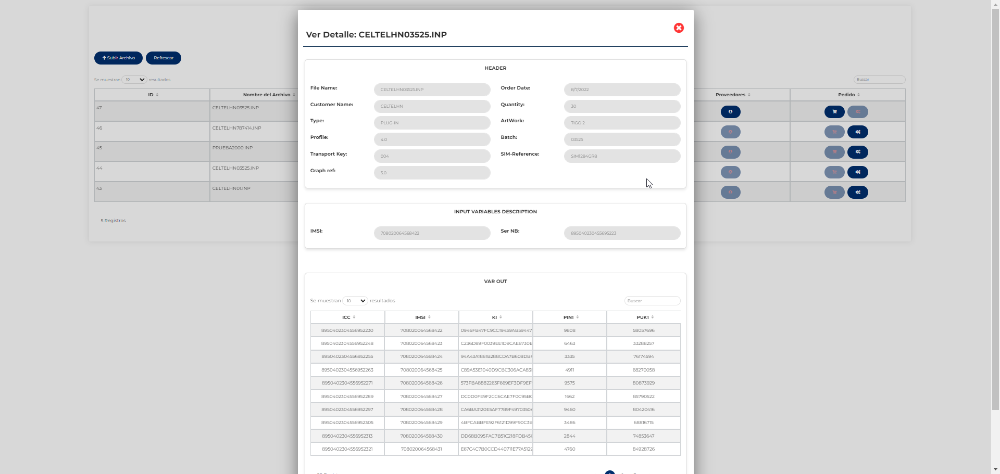 Ver Detalle: CELTELHN03525.INP
Subir Archivo Refrescar
Se muestran 10 resultados
Buscar
ID Nombre del Archivo Proveedores Pedido
47 CELTELHN03525.INP
46 CELTELHN787414.INP
45 PRUEBA2000.INP
44 CELTELHN03525.INP
43 CELTELHN01.INP
5 Registros
HEADER
File Name: CELTELHN03525.INP Order Date: 8/7/2022
Customer Name: CELTELHN Quantity: 30
Type: PLUG-IN ArtWork: TIGO 2
Profile: 4.0 Batch: 03525
Transport Key: 004 SIM-Reference: SIM1284GR8
Graph ref: 3.0
INPUT VARIABLES DESCRIPTION
IMSI: 708020064568422 Ser NB: 895040230455695223
VAR OUT
Se muestran 10 resultados Buscar
ICC IMSI KI PIN1 PUK1
8950402304556952230 708020064568422 0946FB47FC9CC19439AB59447 9808 58057696
8950402304556952248 708020064568423 C236D89F0039EE1D9CAE6730B 6463 33288257
8950402304556952255 708020064568424 94A43A1861B288CDA7B608DBF 3335 76174594
8950402304556952263 708020064568425 C89A53E1040D9CBC306ACA83 4911 68270058
8950402304556952271 708020064568426 573FBA8882263F669EF3DF9EF 9575 80873929
8950402304556952289 708020064568427 DC0D0FE9F2CC6CAE7F0C95B 1662 85790522
8950402304556952297 708020064568428 CA6BA3120E5AF7789F4970350 9460 80420416
8950402304556952305 708020064568429 4BFCABBFE92F6121D99F90C3B 3486 68816715
8950402304556952313 708020064568430 DD68B095FAC7B51C218FDB45 2844 74853647
8950402304556952321 708020064568431 E67C4C7B0CCD440711E77A5129 4760 84928726